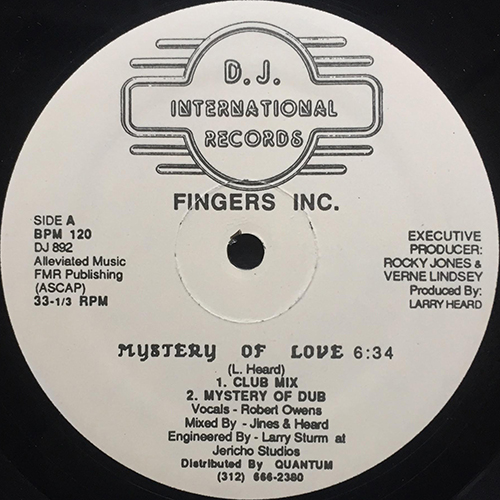 D.J.
INTERNATIONAL
RECORDS
FINGERS INC.
SIDE A
BPM 120
DJ 892
Alleviated Music
FMR Publishing
(ASCAP)
33-1/3 RPM
EXECUTIVE
PRODUCER:
ROCKY JONES &
VERNE LINDSEY
Produced By:
LARRY HEARD
MYSTERY OF LOVE 6:34
(L. Heard)
1. CLUB MIX
2. MYSTERY OF DUB
Vocals - Robert Owens
Mixed By - Jines & Heard
Engineered By - Larry Sturm at
Jericho Studios
Distributed By QUANTUM
(312) 666-2380